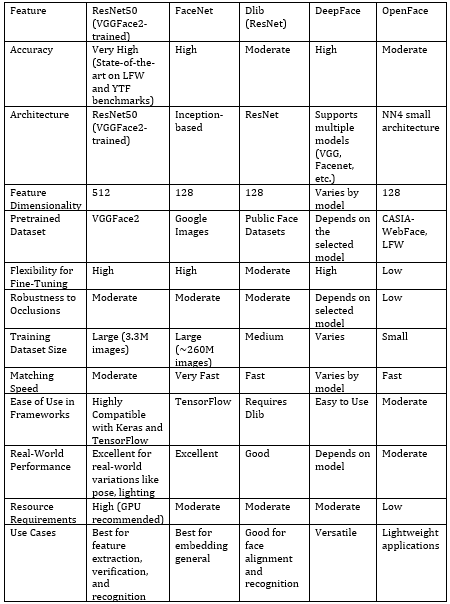 Feature
ResNet50
(VGGFace2-
trained)
FaceNet
Dlib
(ResNet)
DeepFace
OpenFace
Accuracy
Very High
(State-of-the-
art on LFW
and YTF
benchmarks)
High
Moderate
High
Moderate
Architecture
ResNet50
(VGGFace2-
trained)
Inception-
based
ResNet
Supports
multiple
models
(VGG,
Facenet,
etc.)
NN4 small
architecture
Feature
Dimensionality
512
128
128
Varies by
model
128
Pretrained
Dataset
VGGFace2
Google
Images
Public Face
Datasets
Depends on
the
selected
model
CASIA-
WebFace,
LFW
Flexibility for
Fine-Tuning
High
High
Moderate
High
Low
Robustness to
Occlusions
Moderate
Moderate
Moderate
Depends on
selected
model
Low
Training
Dataset Size
Large (3.3M
images)
Large
(~260M
images)
Medium
Varies
Small
Matching
Speed
Moderate
Very Fast
Fast
Varies by
model
Fast
Ease of Use in
Frameworks
Highly
Compatible
with Keras and
TensorFlow
TensorFlow
Requires
Dlib
Easy to Use
Moderate
Real-World
Performance
Excellent for
real-world
variations like
pose, lighting
Excellent
Good
Depends on
model
Moderate
Resource
Requirements
High (GPU
recommended)
Moderate
Moderate
Moderate
Low
Use Cases
Best for
feature
extraction,
verification,
and
recognition
Best for
embedding
general
Good for
face
alignment
and
recognition
Versatile
Lightweight
applications